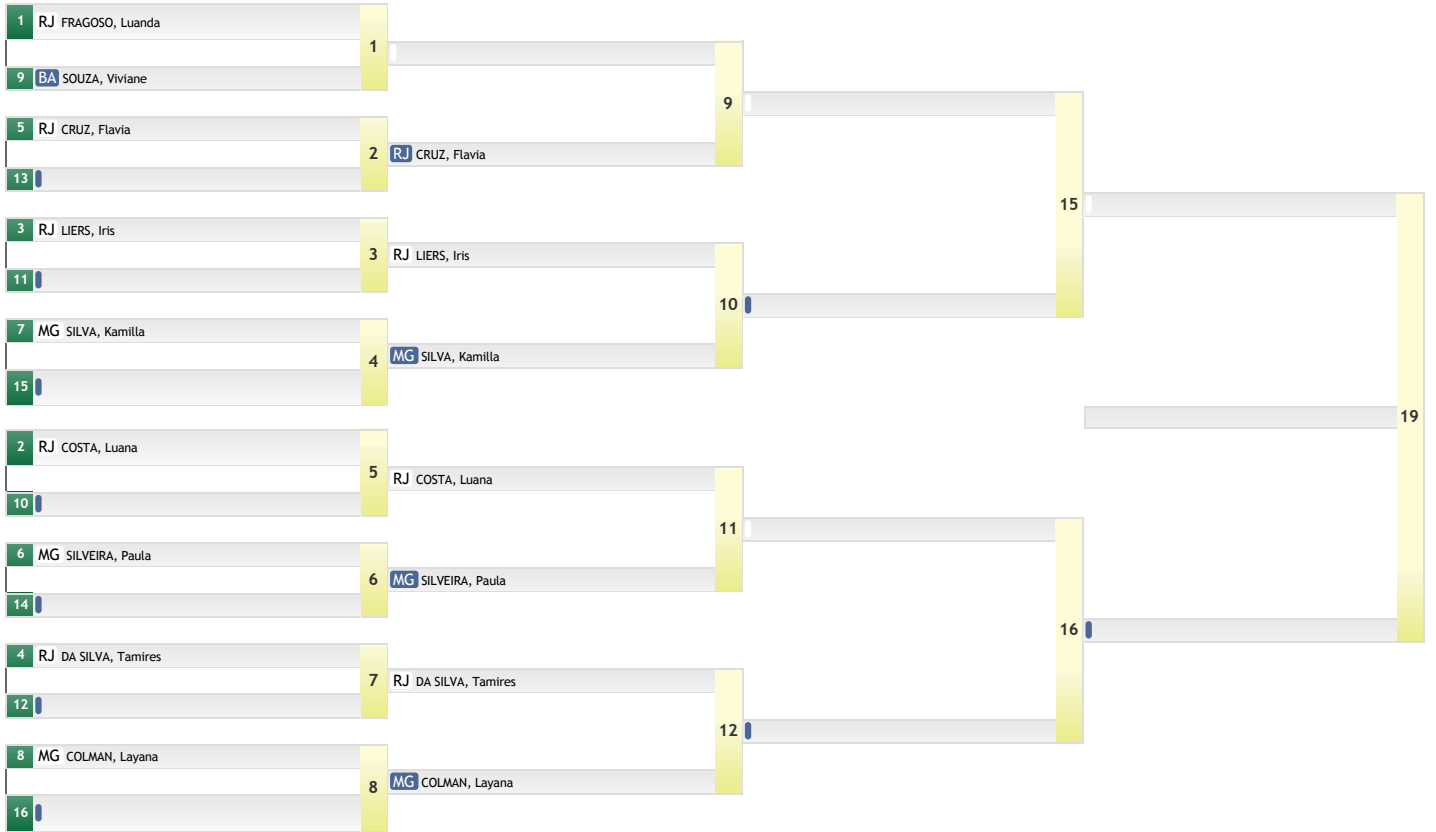 1 RJ FRAGOSO, Luanda
1
9 BA SOUZA, Viviane
9
5 RJ CRUZ, Flavia
2 RJ CRUZ, Flavia
13
15
3 RJ LIERS, Iris
3 RJ LIERS, Iris
11
10
7 MG SILVA, Kamilla
4 MG SILVA, Kamilla
15
19
2 RJ COSTA, Luana
5 RJ COSTA, Luana
10
11
6 MG SILVEIRA, Paula
6 MG SILVEIRA, Paula
14
16
4 RJ DA SILVA, Tamires
7 RJ DA SILVA, Tamires
12
12
8 MG COLMAN, Layana
8 MG COLMAN, Layana
16